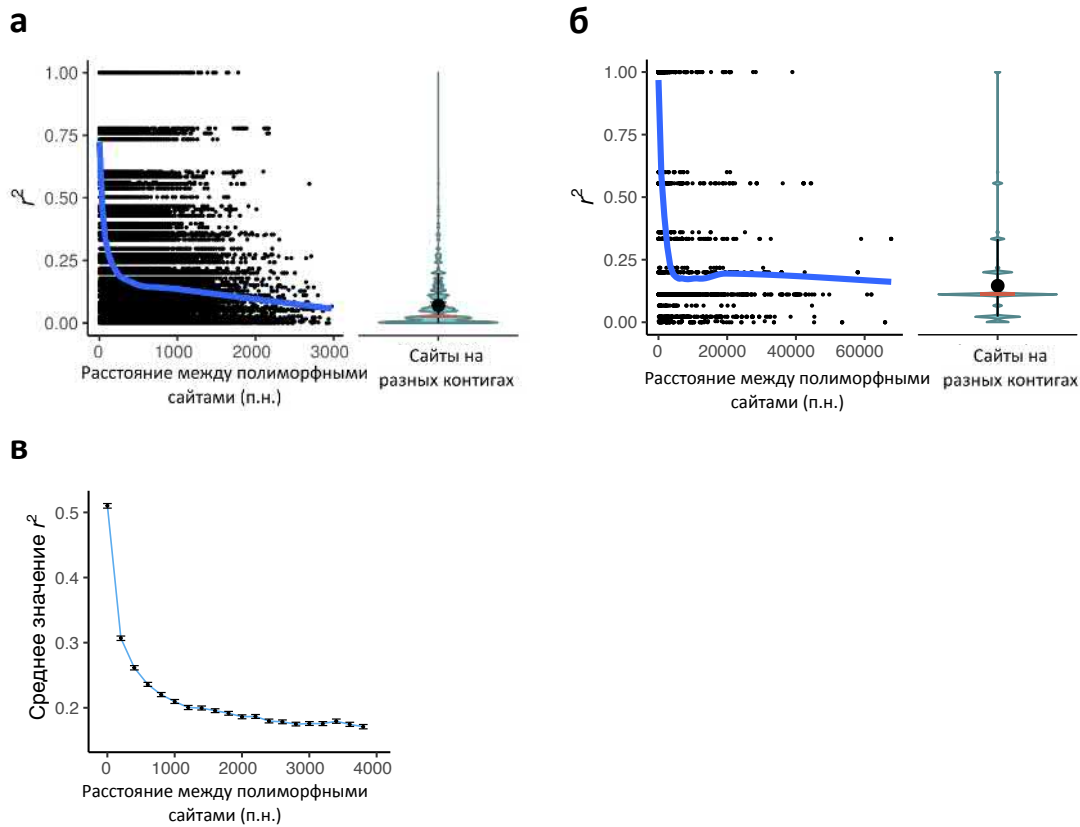 а
1.00
0.75
0.50
0.25
0.00
r²
0
1000
2000
3000
Расстояние между полиморфными
сайтами (п.н.)
Сайты на
разных контигах
б
1.00
0.75
0.50
0.25
0.00
r²
0
20000
40000
60000
Расстояние между полиморфными
сайтами (п.н.)
Сайты на
разных контигах
в
Среднее значение r²
0.5
0.4
0.3
0.2
0
1000
2000
3000
4000
Расстояние между полиморфными
сайтами (п.н.)